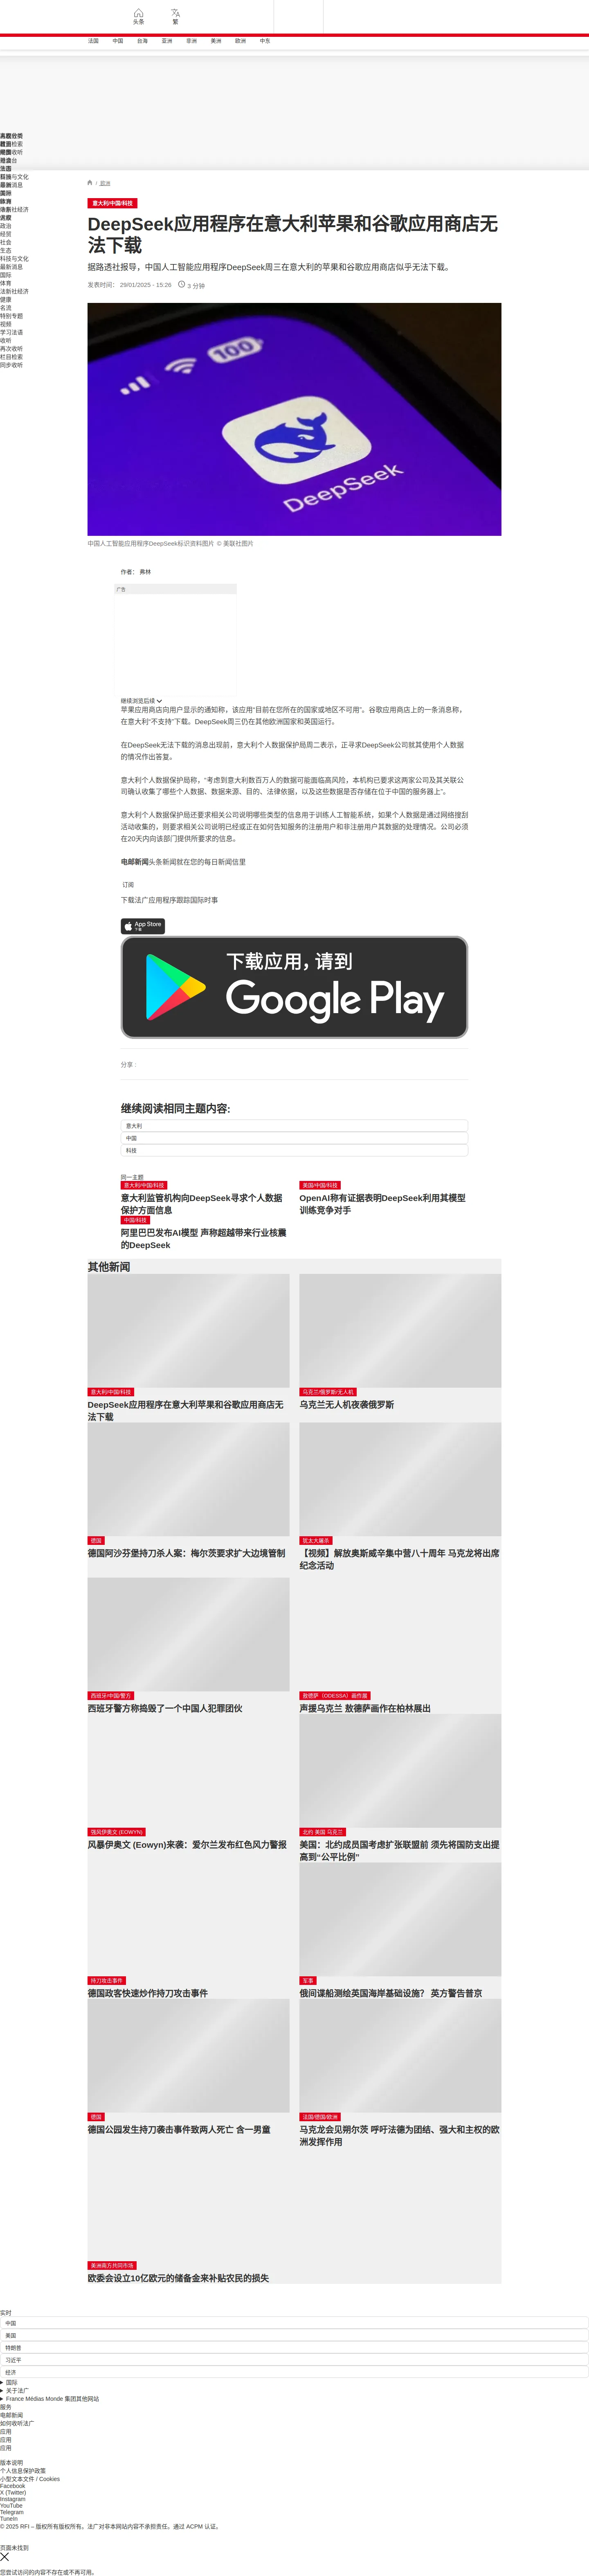 头条
繁
法国
中国
台海
亚洲
非洲
美洲
欧洲
中东
/ 欧洲
意大利/中国/科技
DeepSeek应用程序在意大利苹果和谷歌应用商店无
法下载
据路透社报导，中国人工智能应用程序DeepSeek周三在意大利的苹果和谷歌应用商店似乎无法下载。
发表时间： 29/01/2025 - 15:26
3 分钟
政治
经贸
社会
生态
科技与文化
最新消息
国际
体育
法新社经济
健康
名流
特别专题
视频
学习法语
收听
再次收听
栏目检索
同步收听
100
DeepSeek
中国人工智能应用程序DeepSeek标识资料图片 © 美联社图片
作者： 弗林
广告
继续浏览后续
苹果应用商店向用户显示的通知称，该应用“目前在您所在的国家或地区不可用”。谷歌应用商店上的一条消息称，
在意大利“不支持”下载。DeepSeek周三仍在其他欧洲国家和英国运行。
在DeepSeek无法下载的消息出现前，意大利个人数据保护局周二表示，正寻求DeepSeek公司就其使用个人数据
的情况作出答复。
意大利个人数据保护局称，“考虑到意大利数百万人的数据可能面临高风险，本机构已要求这两家公司及其关联公
司确认收集了哪些个人数据、数据来源、目的、法律依据，以及这些数据是否存储在位于中国的服务器上”。
意大利个人数据保护局还要求相关公司说明哪些类型的信息用于训练人工智能系统，如果个人数据是通过网络搜刮
活动收集的，则要求相关公司说明已经或正在如何告知服务的注册用户和非注册用户其数据的处理情况。公司必须
在20天内向该部门提供所要求的信息。
电邮新闻头条新闻就在您的每日新闻信里
订阅
下载法广应用程序跟踪国际时事
App Store
下载
下载应用，请到
Google Play
分享 :
继续阅读相同主题内容:
意大利
中国
科技
同一主题
意大利/中国/科技
意大利监管机构向DeepSeek寻求个人数据
保护方面信息
美国/中国/科技
OpenAI称有证据表明DeepSeek利用其模型
训练竞争对手
中国/科技
阿里巴巴发布AI模型 声称超越带来行业核震
的DeepSeek
其他新闻
意大利/中国/科技
DeepSeek应用程序在意大利苹果和谷歌应用商店无
法下载
乌克兰/俄罗斯/无人机
乌克兰无人机夜袭俄罗斯
德国
德国阿沙芬堡持刀杀人案：梅尔茨要求扩大边境管制
犹太大屠杀
【视频】解放奥斯威辛集中营八十周年 马克龙将出席
纪念活动
西班牙/中国/警方
西班牙警方称捣毁了一个中国人犯罪团伙
敖德萨（ODESSA）画作展
声援乌克兰 敖德萨画作在柏林展出
强风伊奥文 (EOWYN)
风暴伊奥文 (Eowyn)来袭：爱尔兰发布红色风力警报
北约 美国 乌克兰
美国：北约成员国考虑扩张联盟前 须先将国防支出提
高到“公平比例”
持刀攻击事件
德国政客快速炒作持刀攻击事件
军事
俄间谍船测绘英国海岸基础设施？ 英方警告普京
德国
德国公园发生持刀袭击事件致两人死亡 含一男童
法国/德国/欧洲
马克龙会见朔尔茨 呼吁法德为团结、强大和主权的欧
洲发挥作用
美洲南方共同市场
欧委会设立10亿欧元的储备金来补贴农民的损失
实时
中国
美国
特朗普
习近平
经济
国际
关于法广
France Médias Monde 集团其他网站
服务
电邮新闻
如何收听法广
应用
应用
应用
版本说明
个人信息保护政策
小型文本文件 / Cookies
Facebook
X (Twitter)
Instagram
YouTube
Telegram
TuneIn
© 2025 RFI – 版权所有版权所有。法广对非本网站内容不承担责任。通过 ACPM 认证。
页面未找到
您尝试访问的内容不存在或不再可用。